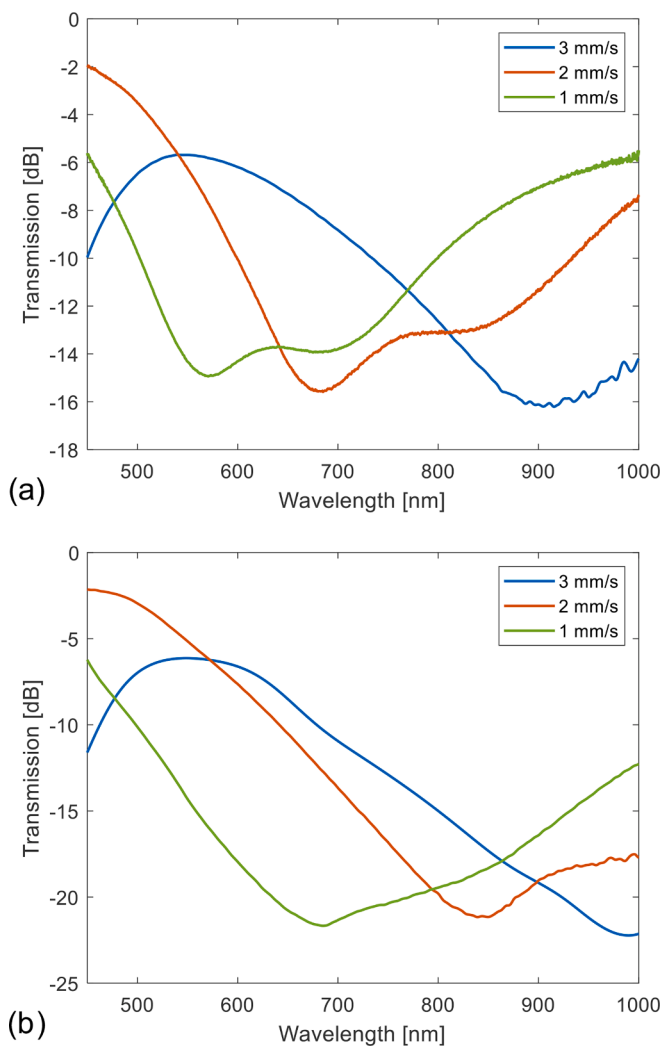 0
-2
-4
-6
-8
-10
-12
-14
-16
-18
Transmission [dB]
3 mm/s
2 mm/s
1 mm/s
500 600 700 800 900 1000
Wavelength [nm]
(a)
0
-5
-10
-15
-20
-25
Transmission [dB]
3 mm/s
2 mm/s
1 mm/s
500 600 700 800 900 1000
Wavelength [nm]
(b)